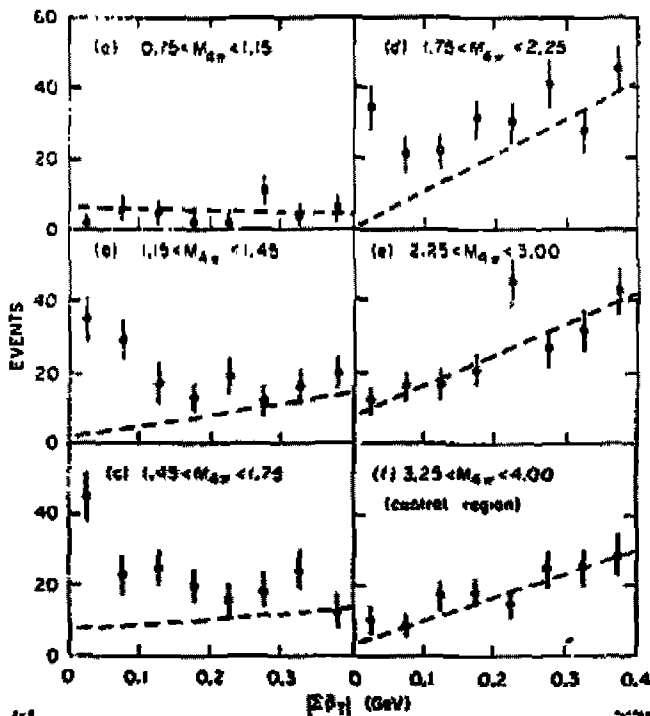 60
40
20
0
(a) 0.75<M4π<1.15
(d) 1.75<M4π<2.25
EVENTS
40
20
0
(b) 1.15<M4π<1.45
(e) 2.25<M4π<3.00
40
20
0
(c) 1.45<M4π<1.75
(f) 3.25<M4π<4.00
(control region)
0 0.1 0.2 0.3 0 0.1 0.2 0.3 0.4
|Σp̄T| (GeV)